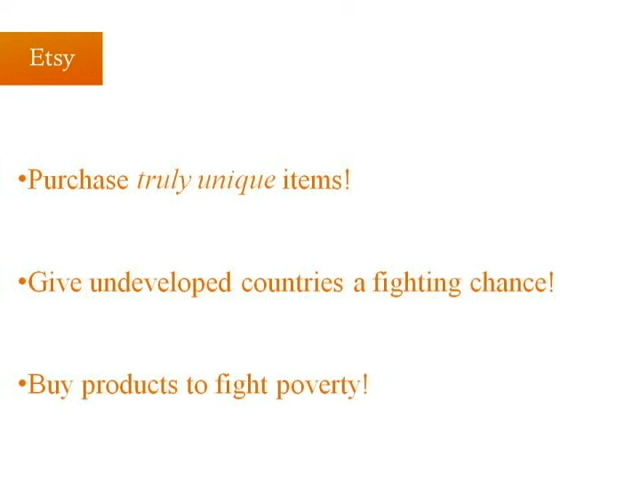 Etsy
•Purchase truly unique items!
•Give undeveloped countries a fighting chance!
•Buy products to fight poverty!